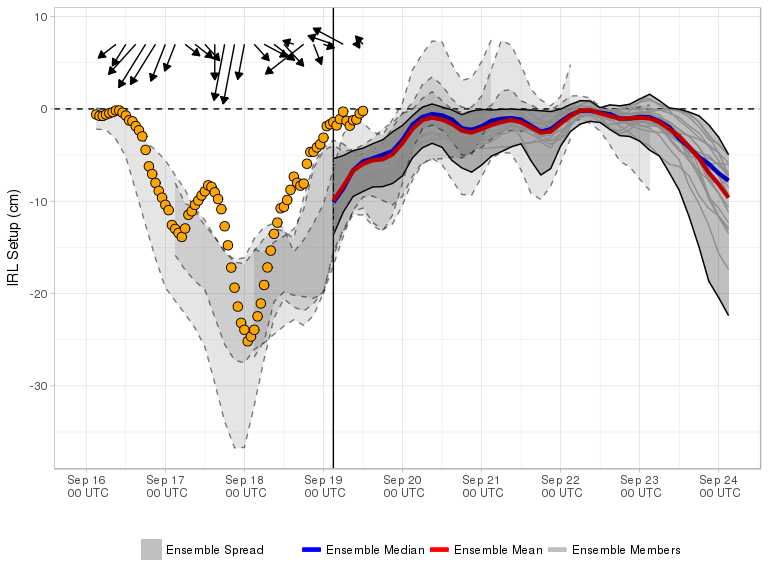 10
0
-10
-20
-30
IRL Setup (cm)
Sep 16 Sep 17 Sep 18 Sep 19 Sep 20 Sep 21 Sep 22 Sep 23 Sep 24
00 UTC 00 UTC 00 UTC 00 UTC 00 UTC 00 UTC 00 UTC 00 UTC 00 UTC
Ensemble Spread Ensemble Median Ensemble Mean Ensemble Members